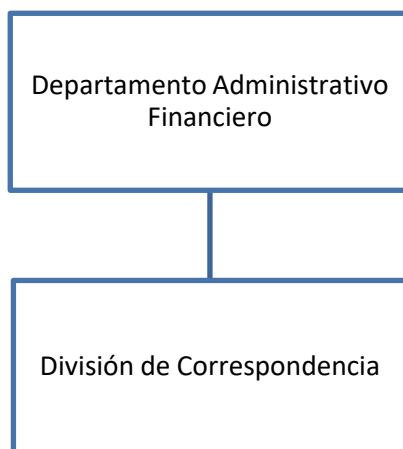 Departamento Administrativo
Financiero
División de Correspondencia